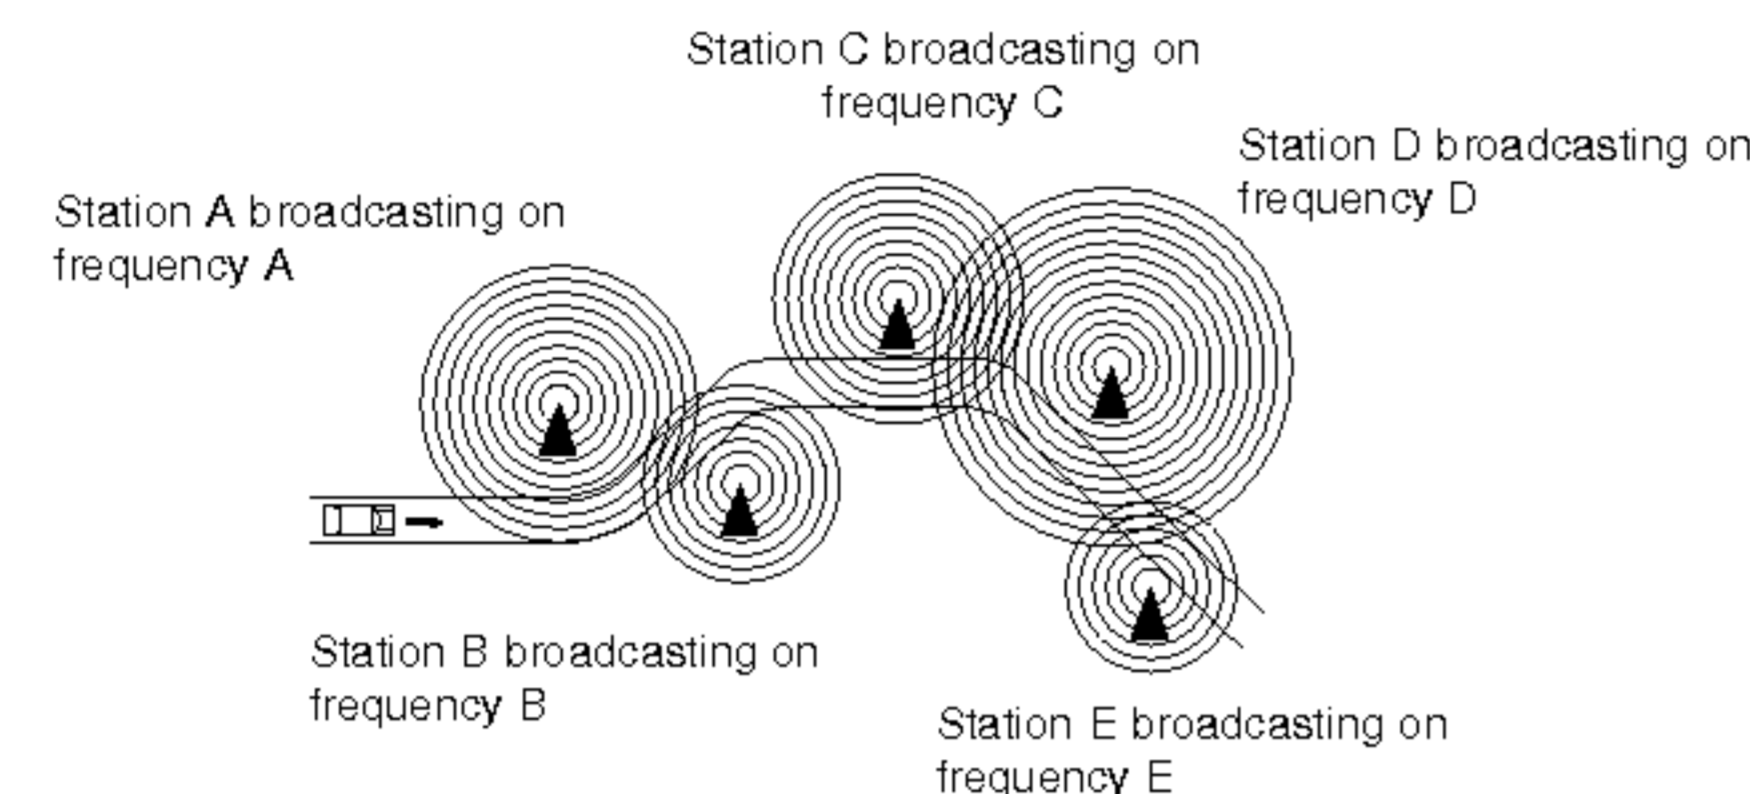 Station C broadcasting on
frequency C
Station D broadcasting on
frequency D
Station A broadcasting on
frequency A
Station B broadcasting on
frequency B
Station E broadcasting on
frequency E